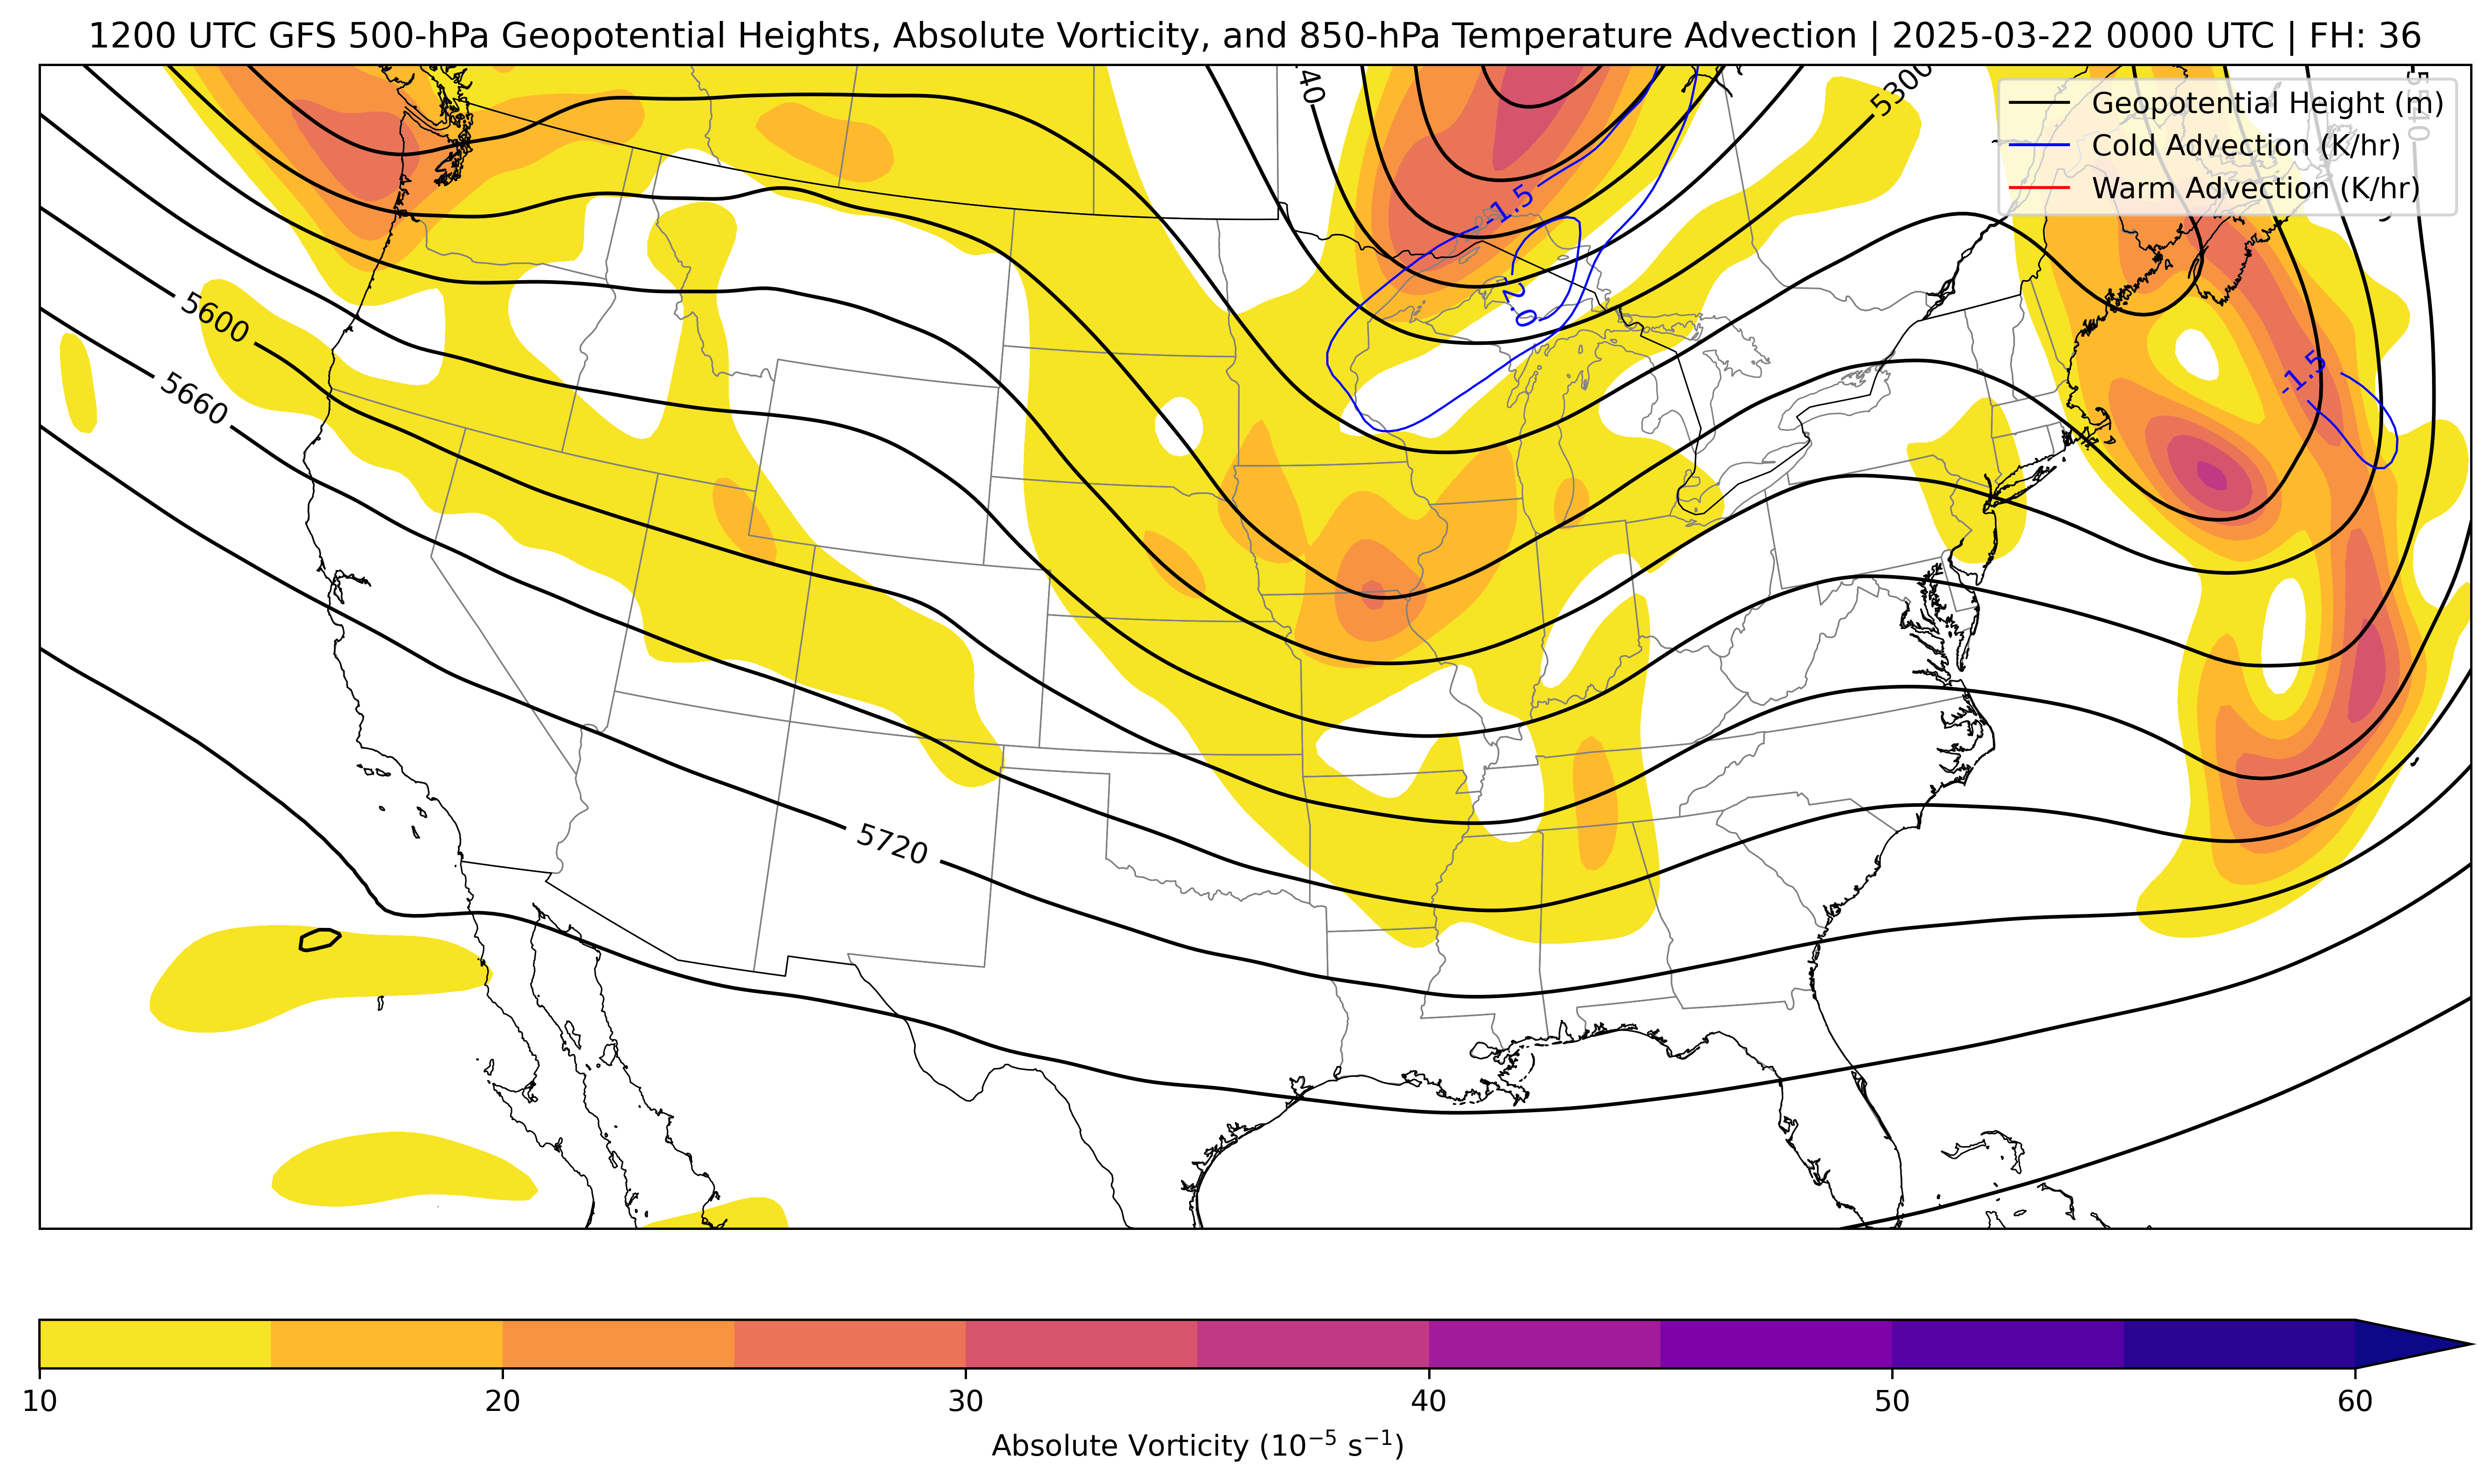 1200 UTC GFS 500-hPa Geopotential Heights, Absolute Vorticity, and 850-hPa Temperature Advection | 2025-03-22 0000 UTC | FH: 36
5300
5540
Geopotential Height (m)
Cold Advection (K/hr)
Warm Advection (K/hr)
-1.5
-2.0
5600
5660
-1.5
5720
10 20 30 40 50 60
Absolute Vorticity (10⁻⁵ s⁻¹)